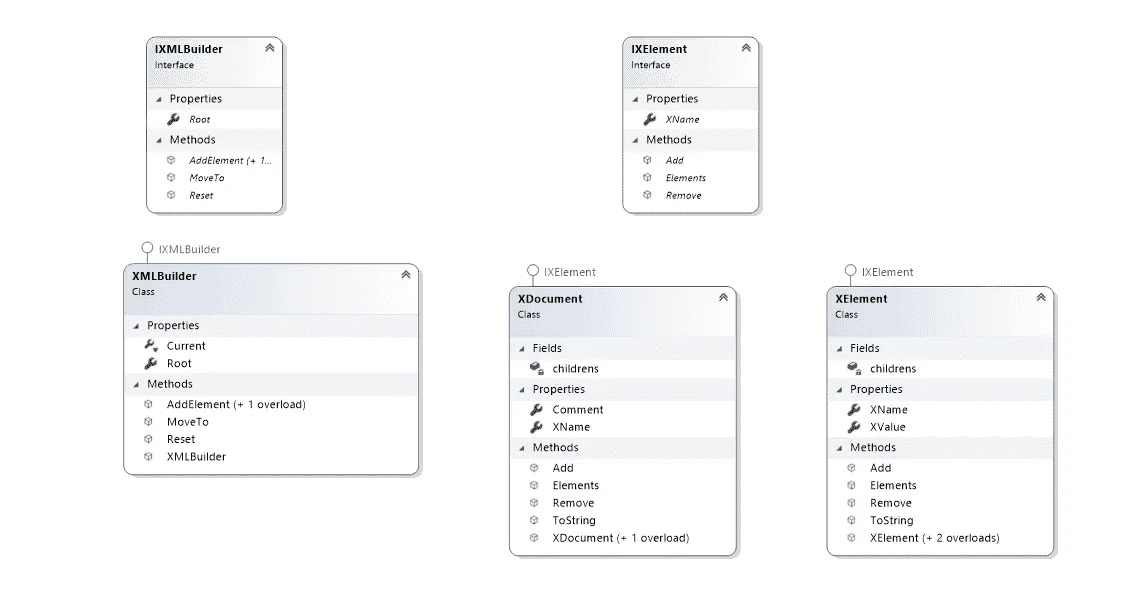 IXMLBuilder
Interface
Properties
Root
Methods
AddElement (+ 1...
MoveTo
Reset
IXElement
Interface
Properties
XName
Methods
Add
Elements
Remove
IXMLBuilder
XMLBuilder
Class
Properties
Current
Root
Methods
AddElement (+ 1 overload)
MoveTo
Reset
XMLBuilder
IXElement
XDocument
Class
Fields
childrens
Properties
Comment
XName
Methods
Add
Elements
Remove
ToString
XDocument (+ 1 overload)
IXElement
XElement
Class
Fields
childrens
Properties
XName
XValue
Methods
Add
Elements
Remove
ToString
XElement (+ 2 overloads)